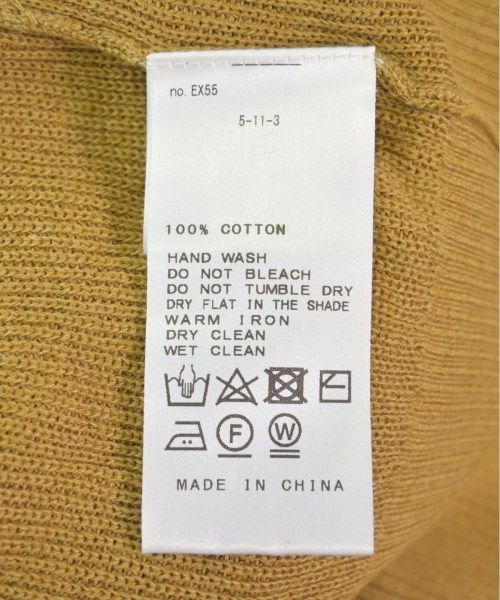 no. EX55
5-11-3
100% COTTON
HAND WASH
DO NOT BLEACH
DO NOT TUMBLE DRY
DRY FLAT IN THE SHADE
WARM IRON
DRY CLEAN
WET CLEAN
F W
MADE IN CHINA